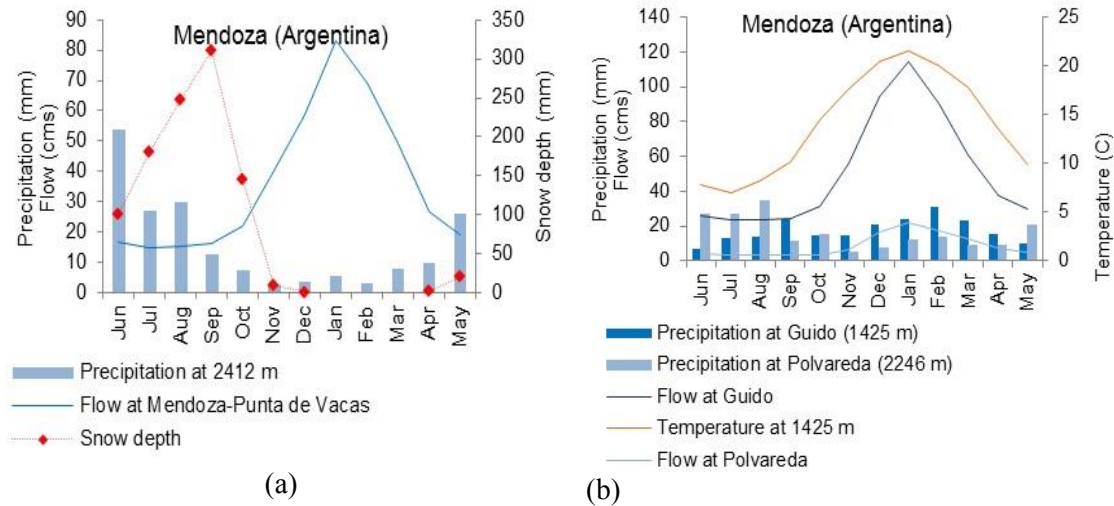 Mendoza (Argentina)
Precipitation (mm)
Flow (cms)
90
80
70
60
50
40
30
20
10
0
350
300
250
200
150
100
50
0
Snow depth (mm)
Jun Jul Aug Sep Oct Nov Dec Jan Feb Mar Apr May
Precipitation at 2412 m
Flow at Mendoza-Punta de Vacas
Snow depth
(a)
Mendoza (Argentina)
Precipitation (mm)
Flow (cms)
140
120
100
80
60
40
20
0
25
20
15
10
5
0
Temperature (C)
Jun Jul Aug Sep Oct Nov Dec Jan Feb Mar Apr May
Precipitation at Guido (1425 m)
Precipitation at Polvareda (2246 m)
Flow at Guido
Temperature at 1425 m
Flow at Polvareda
(b)